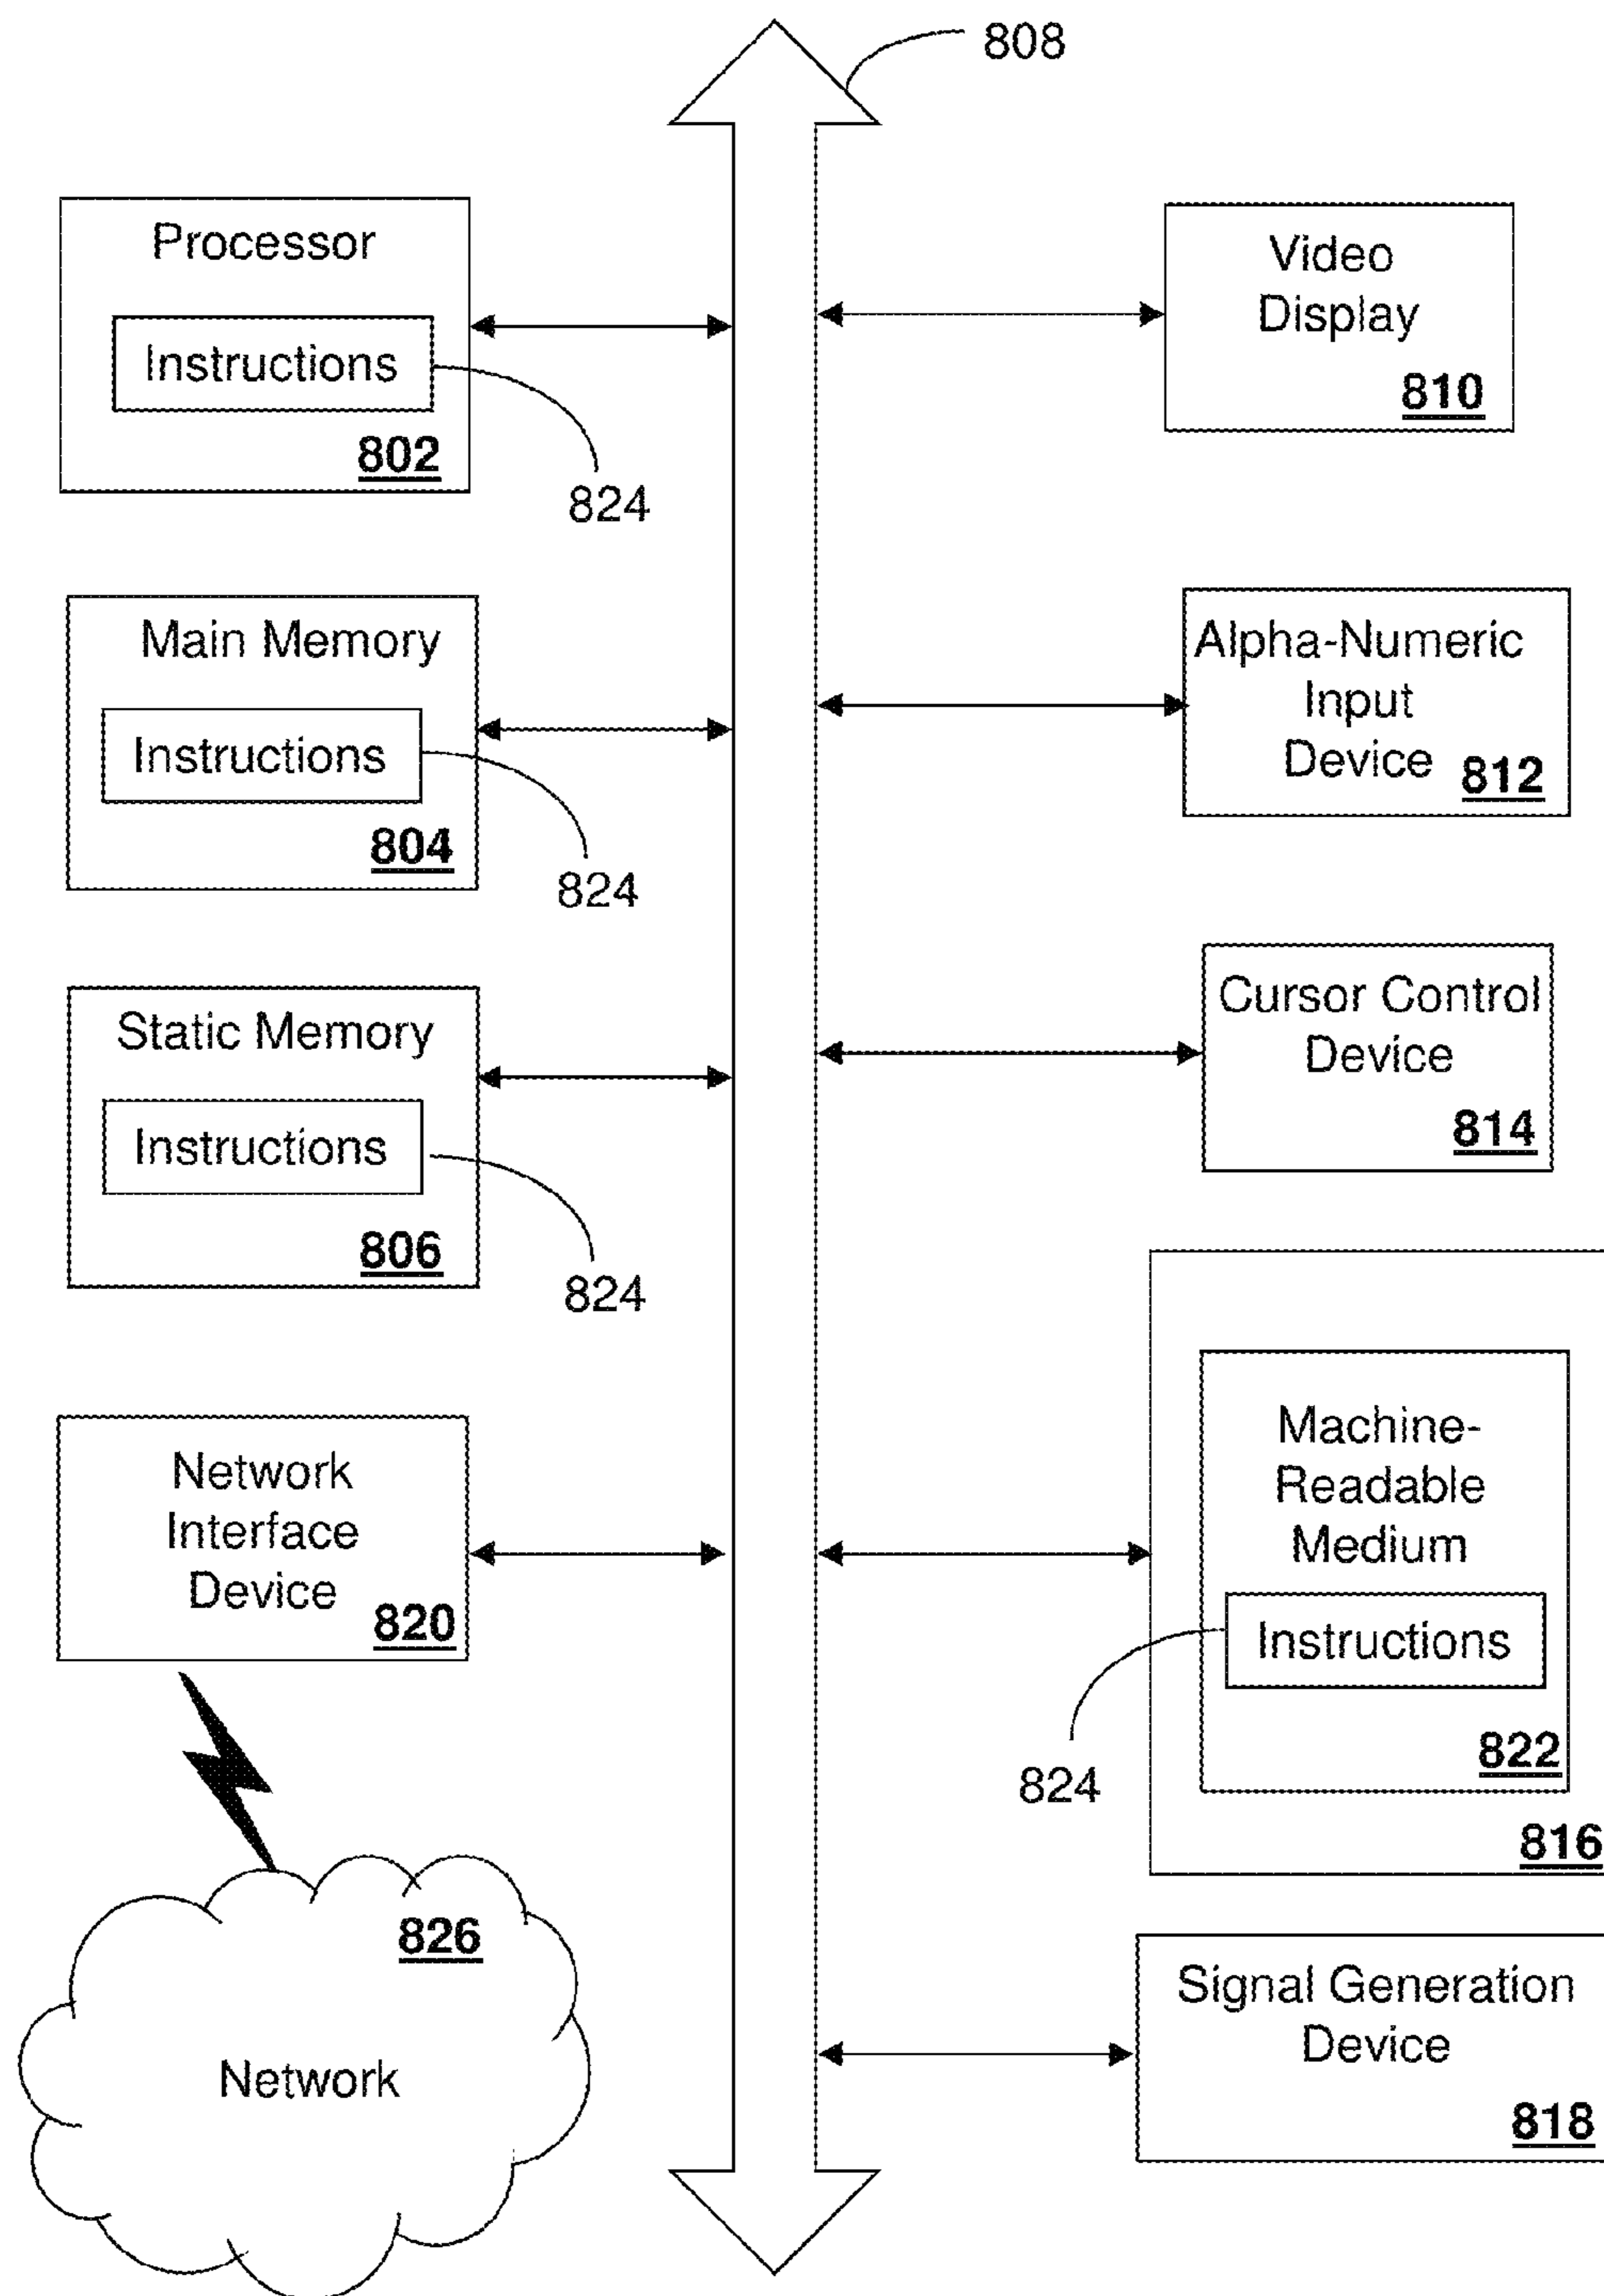 808
Processor
Instructions
802
824
Main Memory
Instructions
804
824
Static Memory
Instructions
806
824
Network
Interface
Device
820
826
Network
Video
Display
810
Alpha-Numeric
Input
Device
812
Cursor Control
Device
814
Machine-
Readable
Medium
Instructions
824
822
816
Signal Generation
Device
818